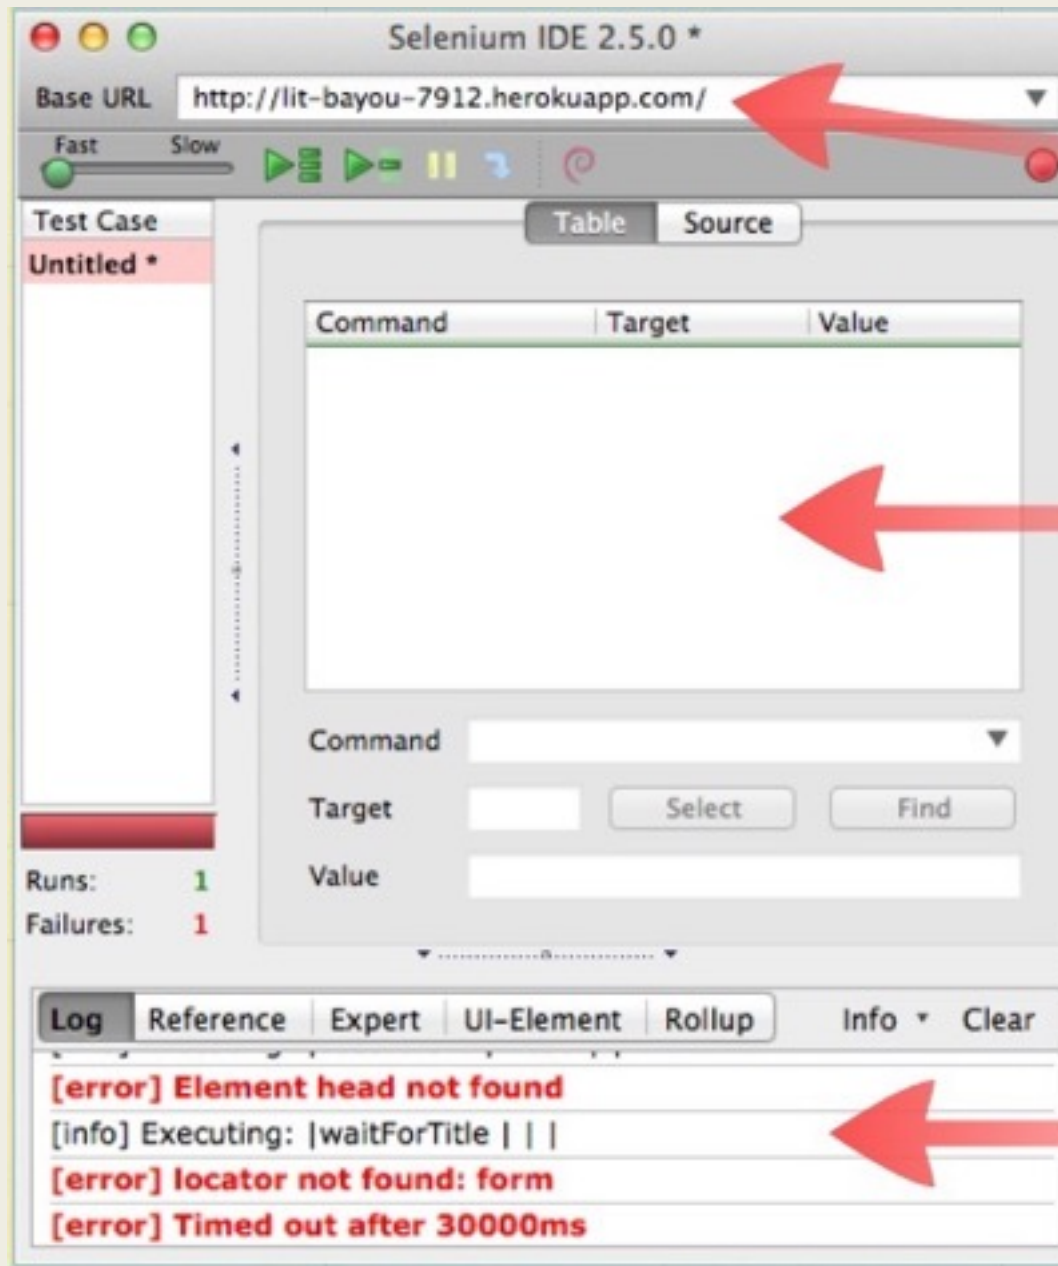 Selenium IDE 2.5.0 *
Base URL http://lit-bayou-7912.herokuapp.com/
Fast Slow
Test Case
Untitled *
Table Source
Command Target Value
Command
Target Select Find
Value
Runs: 1
Failures: 1
Log Reference Expert UI-Element Rollup Info Clear
[error] Element head not found
[info] Executing: |waitForTitle | | |
[error] locator not found: form
[error] Timed out after 30000ms